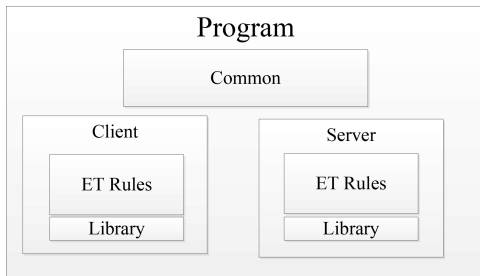 Program
Common
Client
ET Rules
Library
Server
ET Rules
Library